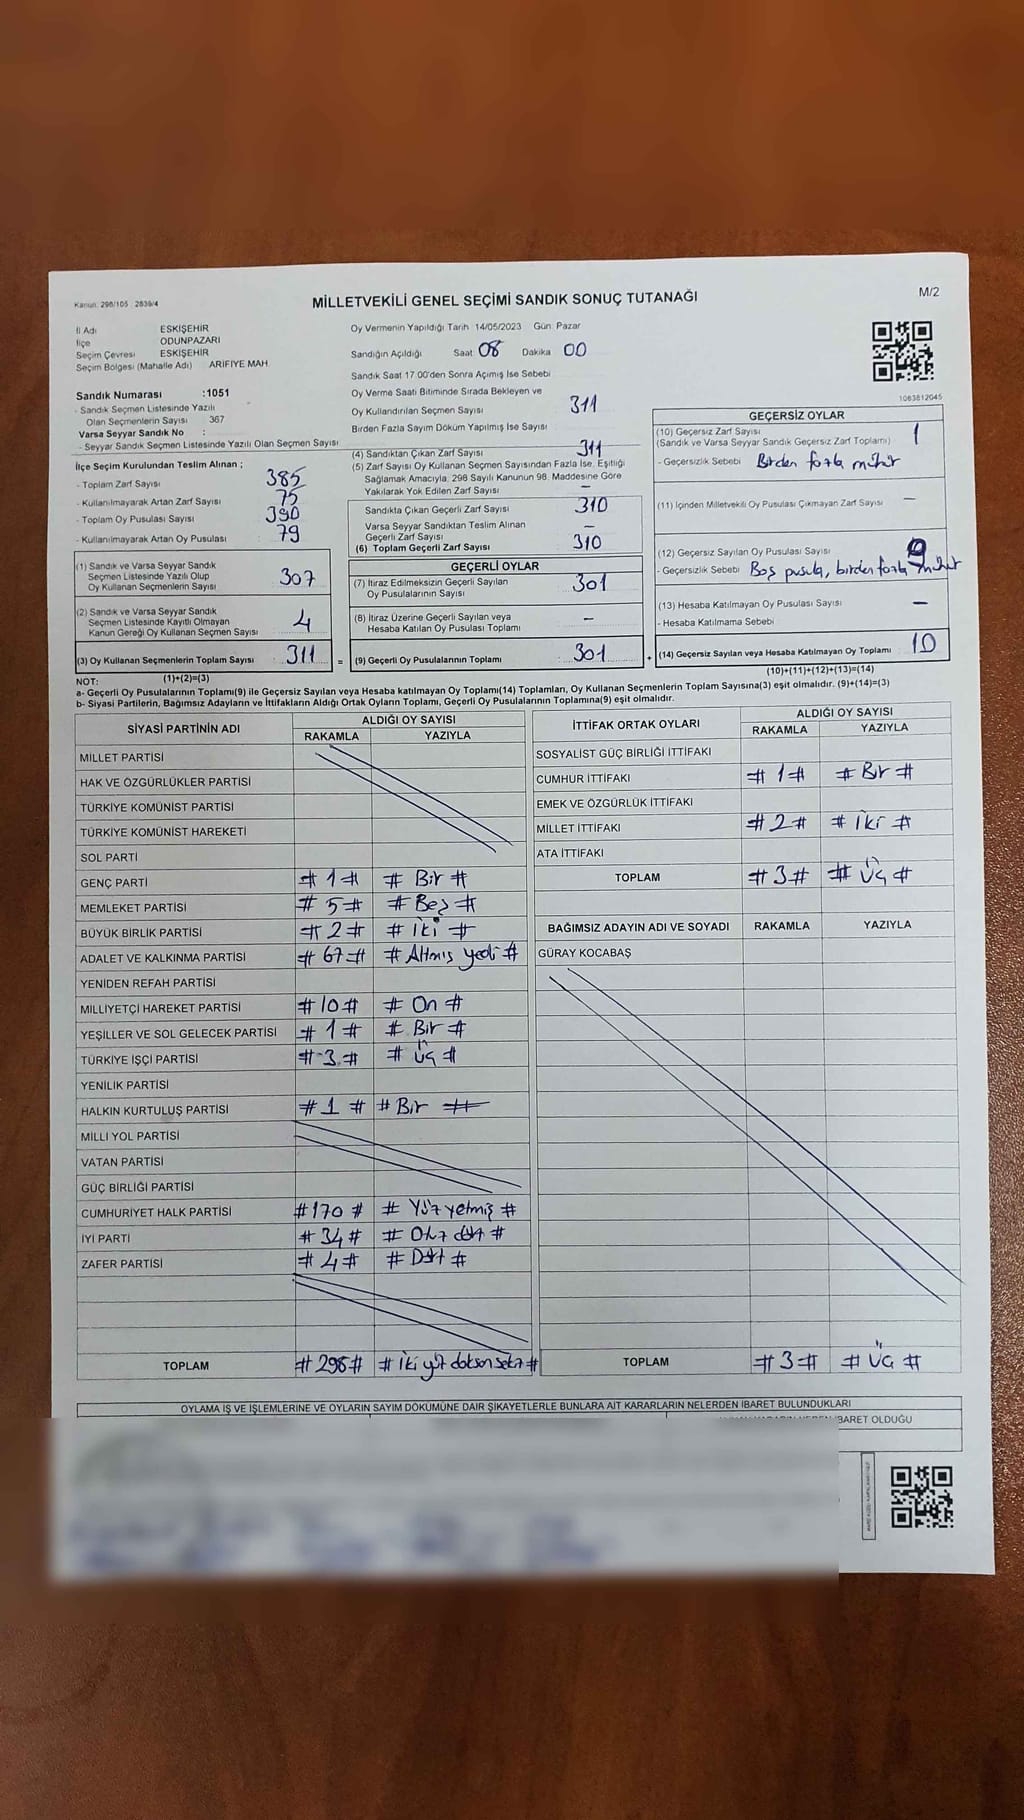 Kanun: 298/105 : 2839/4
MİLLETVEKİLİ GENEL SEÇİMİ SANDIK SONUÇ TUTANAĞI
M/2
İl Adı ESKİŞEHİR
İlçe ODUNPAZARI
Seçim Çevresi ESKİŞEHİR
Seçim Bölgesi (Mahalle Adı) ARİFİYE MAH.
Sandık Numarası :1051
- Sandık Seçmen Listesinde Yazılı
Olan Seçmenlerin Sayısı : 367
Varsa Seyyar Sandık No :
- Seyyar Sandık Seçmen Listesinde Yazılı Olan Seçmen Sayısı
İlçe Seçim Kurulundan Teslim Alınan ;
- Toplam Zarf Sayısı : 385
- Kullanılmayarak Artan Zarf Sayısı : 75
- Toplam Oy Pusulası Sayısı : 390
- Kullanılmayarak Artan Oy Pusulası : 79
(1) Sandık ve Varsa Seyyar Sandık
Seçmen Listesinde Yazılı Olup
Oy Kullanan Seçmenlerin Sayısı : 307
(2) Sandık ve Varsa Seyyar Sandık
Seçmen Listesinde Kayıtlı Olmayan
Kanun Gereği Oy Kullanan Seçmen Sayısı : 4
(3) Oy Kullanan Seçmenlerin Toplam Sayısı : 311 =
Oy Vermenin Yapıldığı Tarih 14/05/2023 Gün: Pazar
Sandığın Açıldığı Saat: 08 Dakika 00
Sandık Saat 17:00'den Sonra Açımış İse Sebebi
Oy Verme Saati Bitiminde Sırada Bekleyen ve
Oy Kullandırılan Seçmen Sayısı 311
Birden Fazla Sayım Döküm Yapılmış İse Sayısı
(4) Sandıktan Çıkan Zarf Sayısı 311
(5) Zarf Sayısı Oy Kullanan Seçmen Sayısından Fazla İse, Eşitliği
Sağlamak Amacıyla, 298 Sayılı Kanunun 98. Maddesine Göre
Yakılarak Yok Edilen Zarf Sayısı –
Sandıkta Çıkan Geçerli Zarf Sayısı : 310
Varsa Seyyar Sandıktan Teslim Alınan
Geçerli Zarf Sayısı : –
(6) Toplam Geçerli Zarf Sayısı : 310
GEÇERLİ OYLAR
(7) İtiraz Edilmeksizin Geçerli Sayılan
Oy Pusulalarının Sayısı : 301
(8) İtiraz Üzerine Geçerli Sayılan veya
Hesaba Katılan Oy Pusulası Toplamı : –
(9) Geçerli Oy Pusulalarının Toplamı : 301 +
1083812045
GEÇERSİZ OYLAR
(10) Geçersiz Zarf Sayısı : 1
(Sandık ve Varsa Seyyar Sandık Geçersiz Zarf Toplamı)
- Geçersizlik Sebebi Birden fazla mühür
(11) İçinden Milletvekili Oy Pusulası Çıkmayan Zarf Sayısı : –
(12) Geçersiz Sayılan Oy Pusulası Sayısı : 9
- Geçersizlik Sebebi Boş pusula, birden fazla mühür
(13) Hesaba Katılmayan Oy Pusulası Sayısı : –
- Hesaba Katılmama Sebebi
(14) Geçersiz Sayılan veya Hesaba Katılmayan Oy Toplamı : 10
NOT: (1)+(2)=(3) (10)+(11)+(12)+(13)=(14)
a- Geçerli Oy Pusulalarının Toplamı(9) ile Geçersiz Sayılan veya Hesaba katılmayan Oy Toplamı(14) Toplamları, Oy Kullanan Seçmenlerin Toplam Sayısına(3) eşit olmalıdır. (9)+(14)=(3)
b- Siyasi Partilerin, Bağımsız Adayların ve İttifakların Aldığı Ortak Oyların Toplamı, Geçerli Oy Pusulalarının Toplamına(9) eşit olmalıdır.
SİYASİ PARTİNİN ADI ALDIĞI OY SAYISI
RAKAMLA YAZIYLA
MİLLET PARTİSİ
HAK VE ÖZGÜRLÜKLER PARTİSİ
TÜRKİYE KOMÜNİST PARTİSİ
TÜRKİYE KOMÜNİST HAREKETİ
SOL PARTİ
GENÇ PARTİ # 1 # # Bir #
MEMLEKET PARTİSİ # 5 # # Beş #
BÜYÜK BİRLİK PARTİSİ # 2 # # İki #
ADALET VE KALKINMA PARTİSİ # 67 # # Altmış yedi #
YENİDEN REFAH PARTİSİ
MİLLİYETÇİ HAREKET PARTİSİ # 10 # # On #
YEŞİLLER VE SOL GELECEK PARTİSİ # 1 # # Bir #
TÜRKİYE İŞÇİ PARTİSİ # 3 # # Üç #
YENİLİK PARTİSİ
HALKIN KURTULUŞ PARTİSİ # 1 # # Bir #
MİLLİ YOL PARTİSİ
VATAN PARTİSİ
GÜÇ BİRLİĞİ PARTİSİ
CUMHURİYET HALK PARTİSİ # 170 # # Yüz yetmiş #
İYİ PARTİ # 34 # # Otuz dört #
ZAFER PARTİSİ # 4 # # Dört #
TOPLAM # 298 # # İki yüz doksan sekiz #
İTTİFAK ORTAK OYLARI ALDIĞI OY SAYISI
RAKAMLA YAZIYLA
SOSYALİST GÜÇ BİRLİĞİ İTTİFAKI
CUMHUR İTTİFAKI # 1 # # Bir #
EMEK VE ÖZGÜRLÜK İTTİFAKI
MİLLET İTTİFAKI # 2 # # İki #
ATA İTTİFAKI
TOPLAM # 3 # # Üç #
BAĞIMSIZ ADAYIN ADI VE SOYADI RAKAMLA YAZIYLA
GÜRAY KOCABAŞ
TOPLAM # 3 # # Üç #
OYLAMA İŞ VE İŞLEMLERİNE VE OYLARIN SAYIM DÖKÜMÜNE DAİR ŞİKAYETLERLE BUNLARA AİT KARARLARIN NELERDEN İBARET BULUNDUKLARI
İBARET OLDUĞU